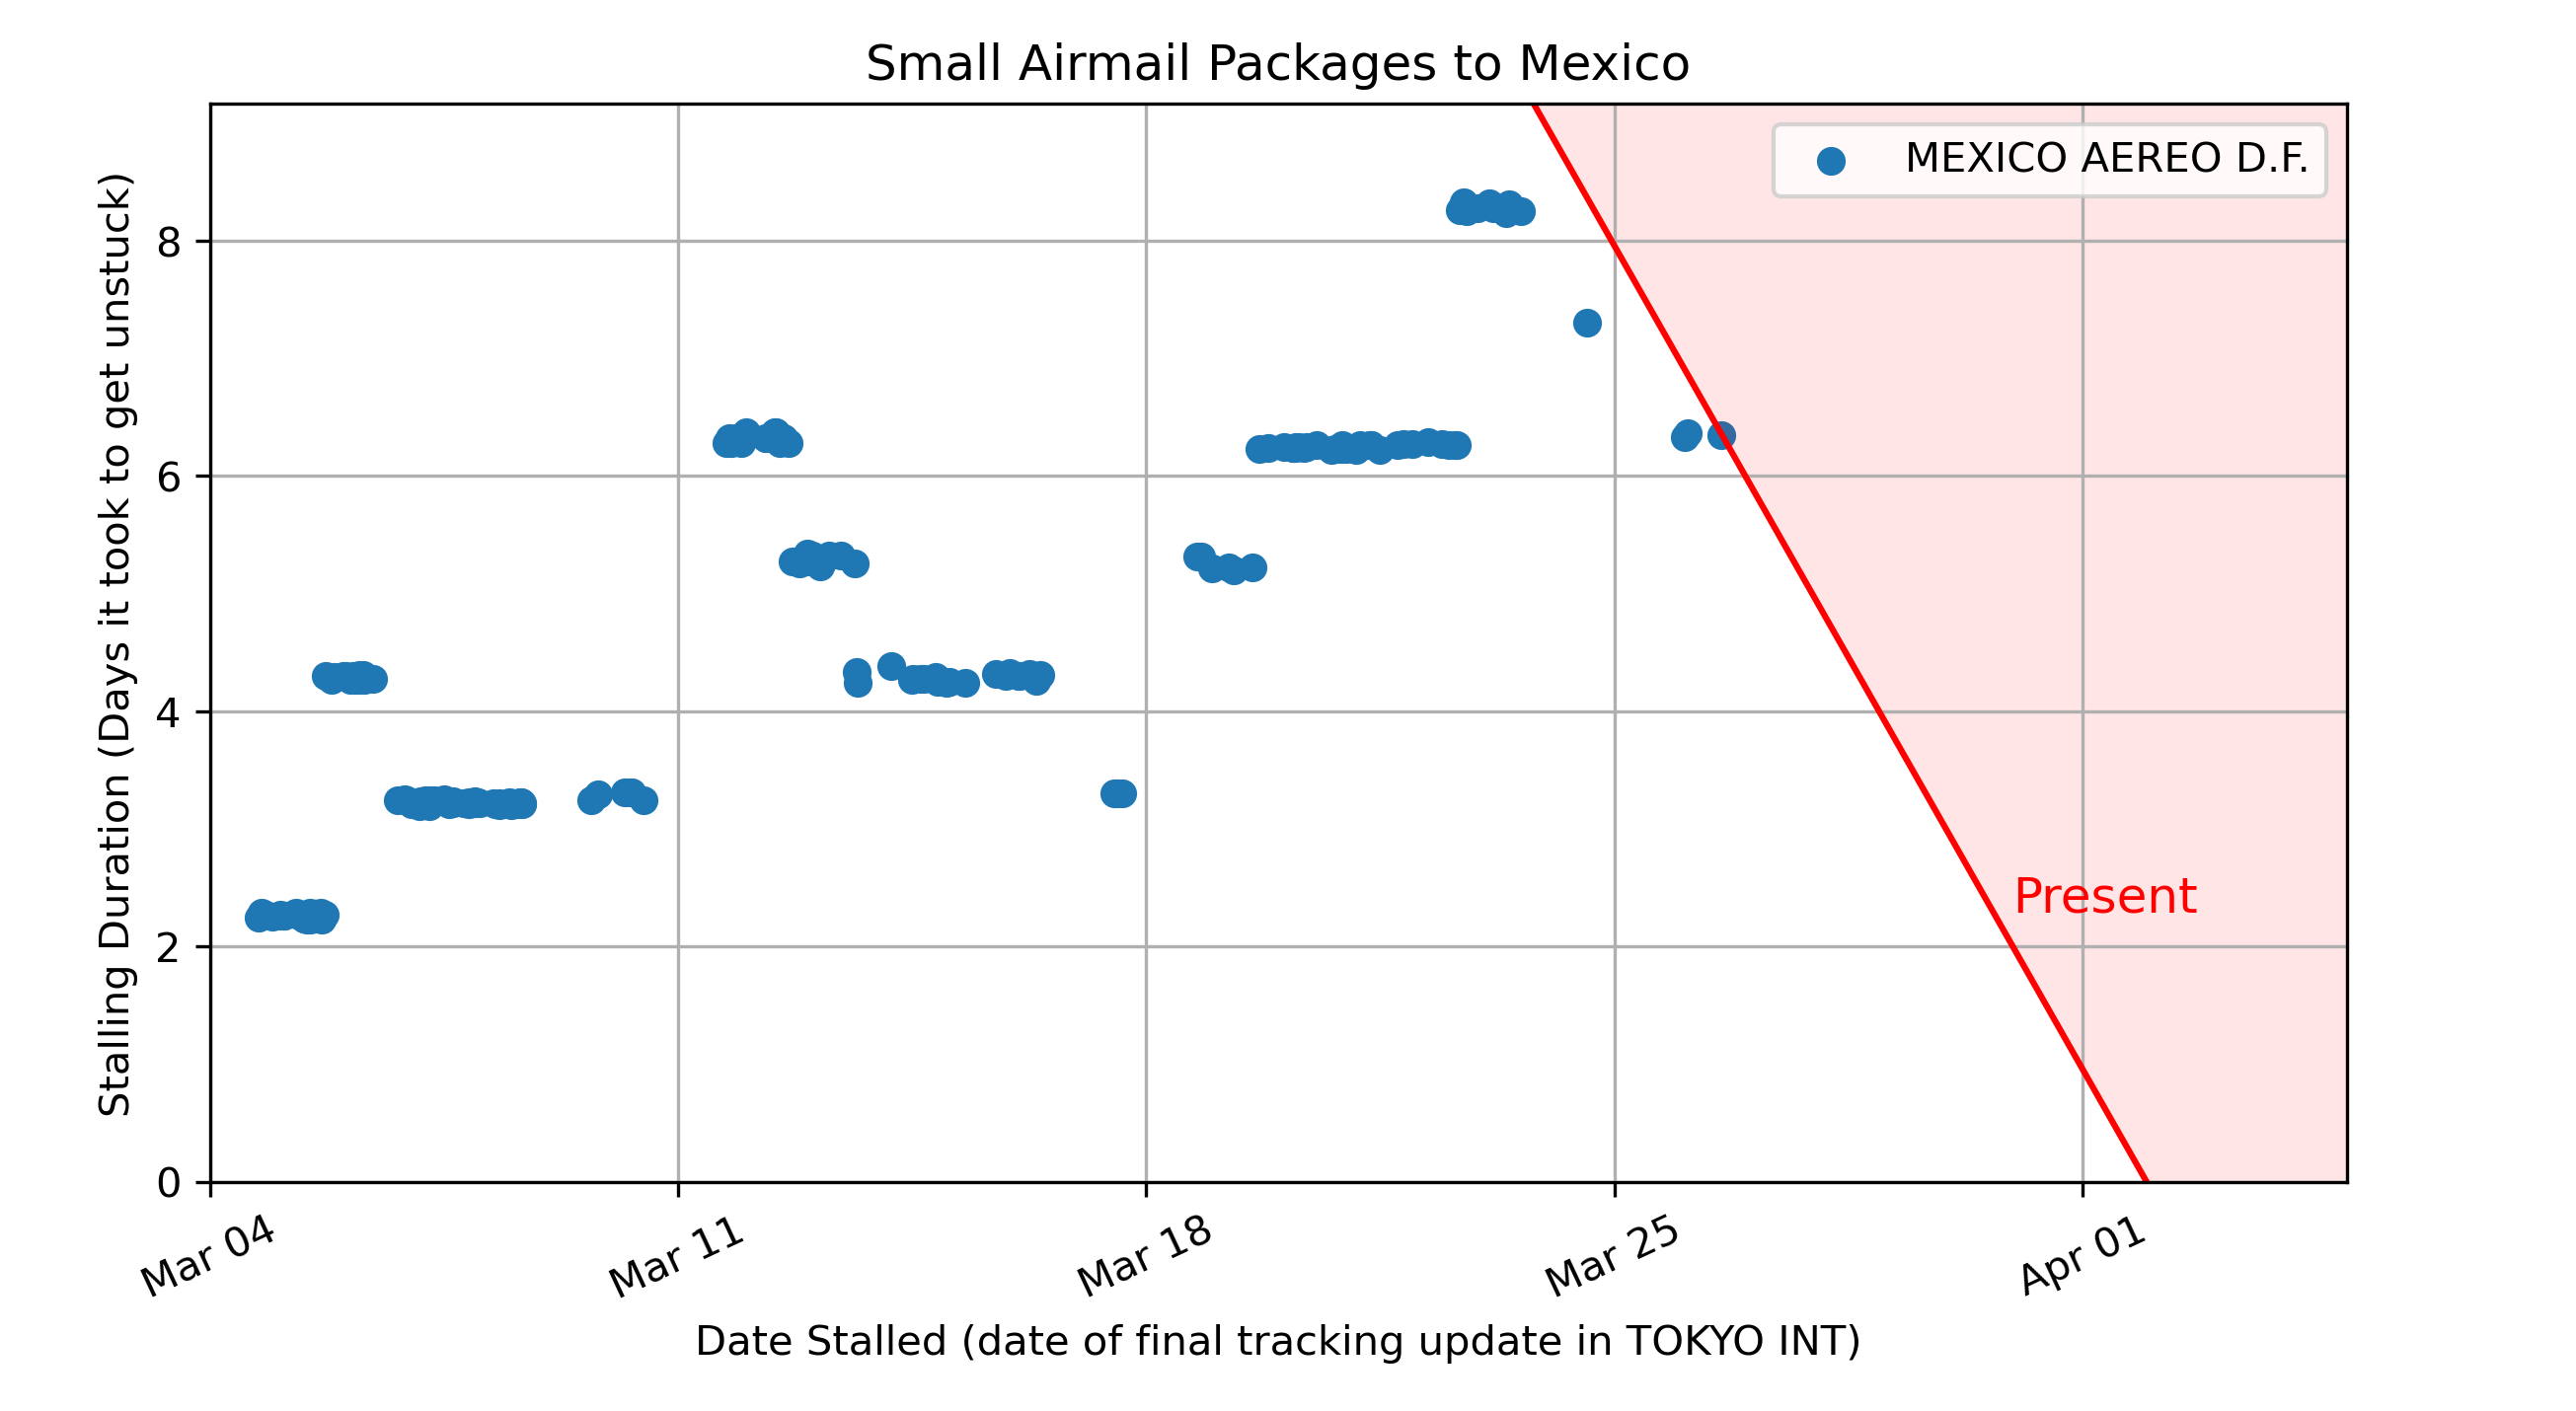 Small Airmail Packages to Mexico
MEXICO AEREO D.F.
Stalling Duration (Days it took to get unstuck)
8
6
4
2
0
Present
Mar 04
Mar 11
Mar 18
Mar 25
Apr 01
Date Stalled (date of final tracking update in TOKYO INT)